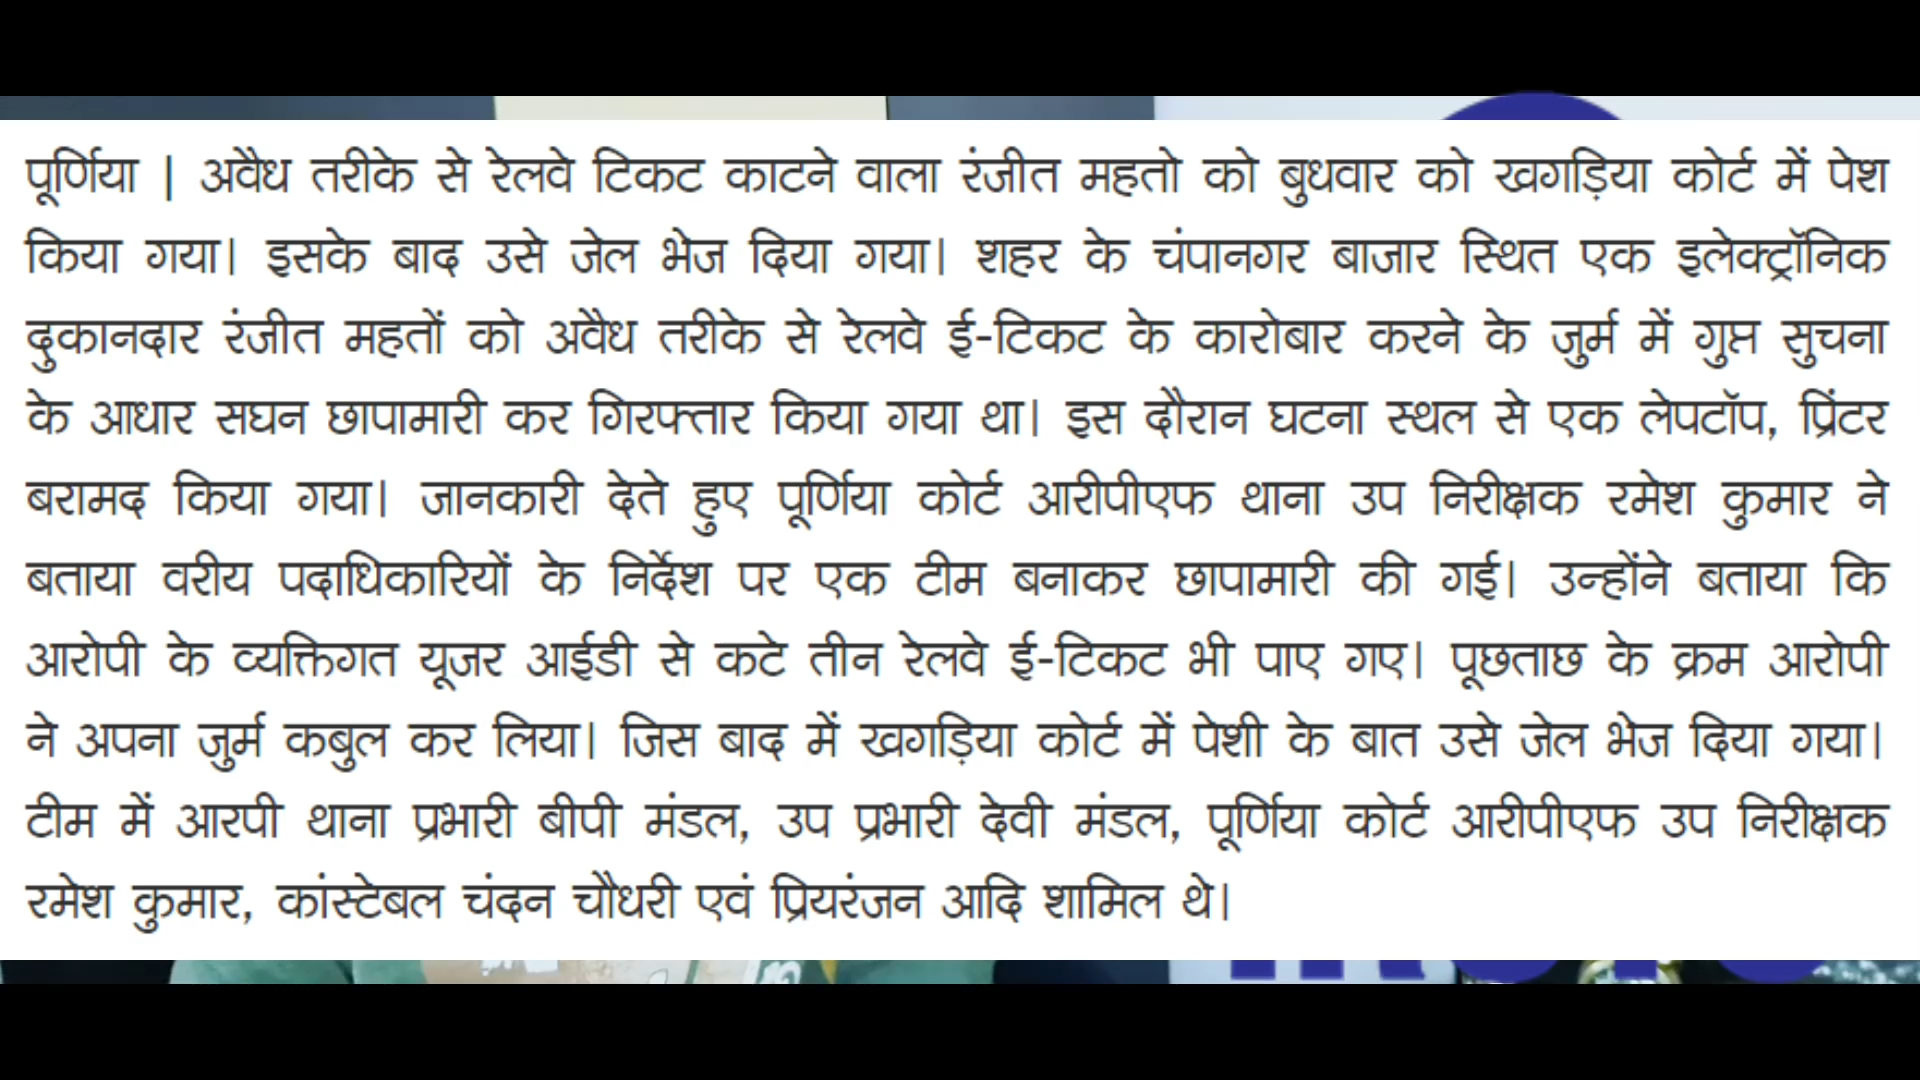 पूर्णिया | अवैध तरीके से रेलवे टिकट काटने वाला रंजीत महतो को बुधवार को खगड़िया कोर्ट में पेश
किया गया। इसके बाद उसे जेल भेज दिया गया। शहर के चंपानगर बाजार स्थित एक इलेक्ट्रॉनिक
दुकानदार रंजीत महतों को अवैध तरीके से रेलवे ई-टिकट के कारोबार करने के जुर्म में गुप्त सुचना
के आधार सघन छापामारी कर गिरफ्तार किया गया था। इस दौरान घटना स्थल से एक लेपटॉप, प्रिंटर
बरामद किया गया। जानकारी देते हुए पूर्णिया कोर्ट आरीपीएफ थाना उप निरीक्षक रमेश कुमार ने
बताया वरीय पदाधिकारियों के निर्देश पर एक टीम बनाकर छापामारी की गई। उन्होंने बताया कि
आरोपी के व्यक्तिगत यूजर आईडी से कटे तीन रेलवे ई-टिकट भी पाए गए। पूछताछ के क्रम आरोपी
ने अपना जुर्म कबुल कर लिया। जिस बाद में खगड़िया कोर्ट में पेशी के बात उसे जेल भेज दिया गया।
टीम में आरपी थाना प्रभारी बीपी मंडल, उप प्रभारी देवी मंडल, पूर्णिया कोर्ट आरीपीएफ उप निरीक्षक
रमेश कुमार, कांस्टेबल चंदन चौधरी एवं प्रियरंजन आदि शामिल थे।